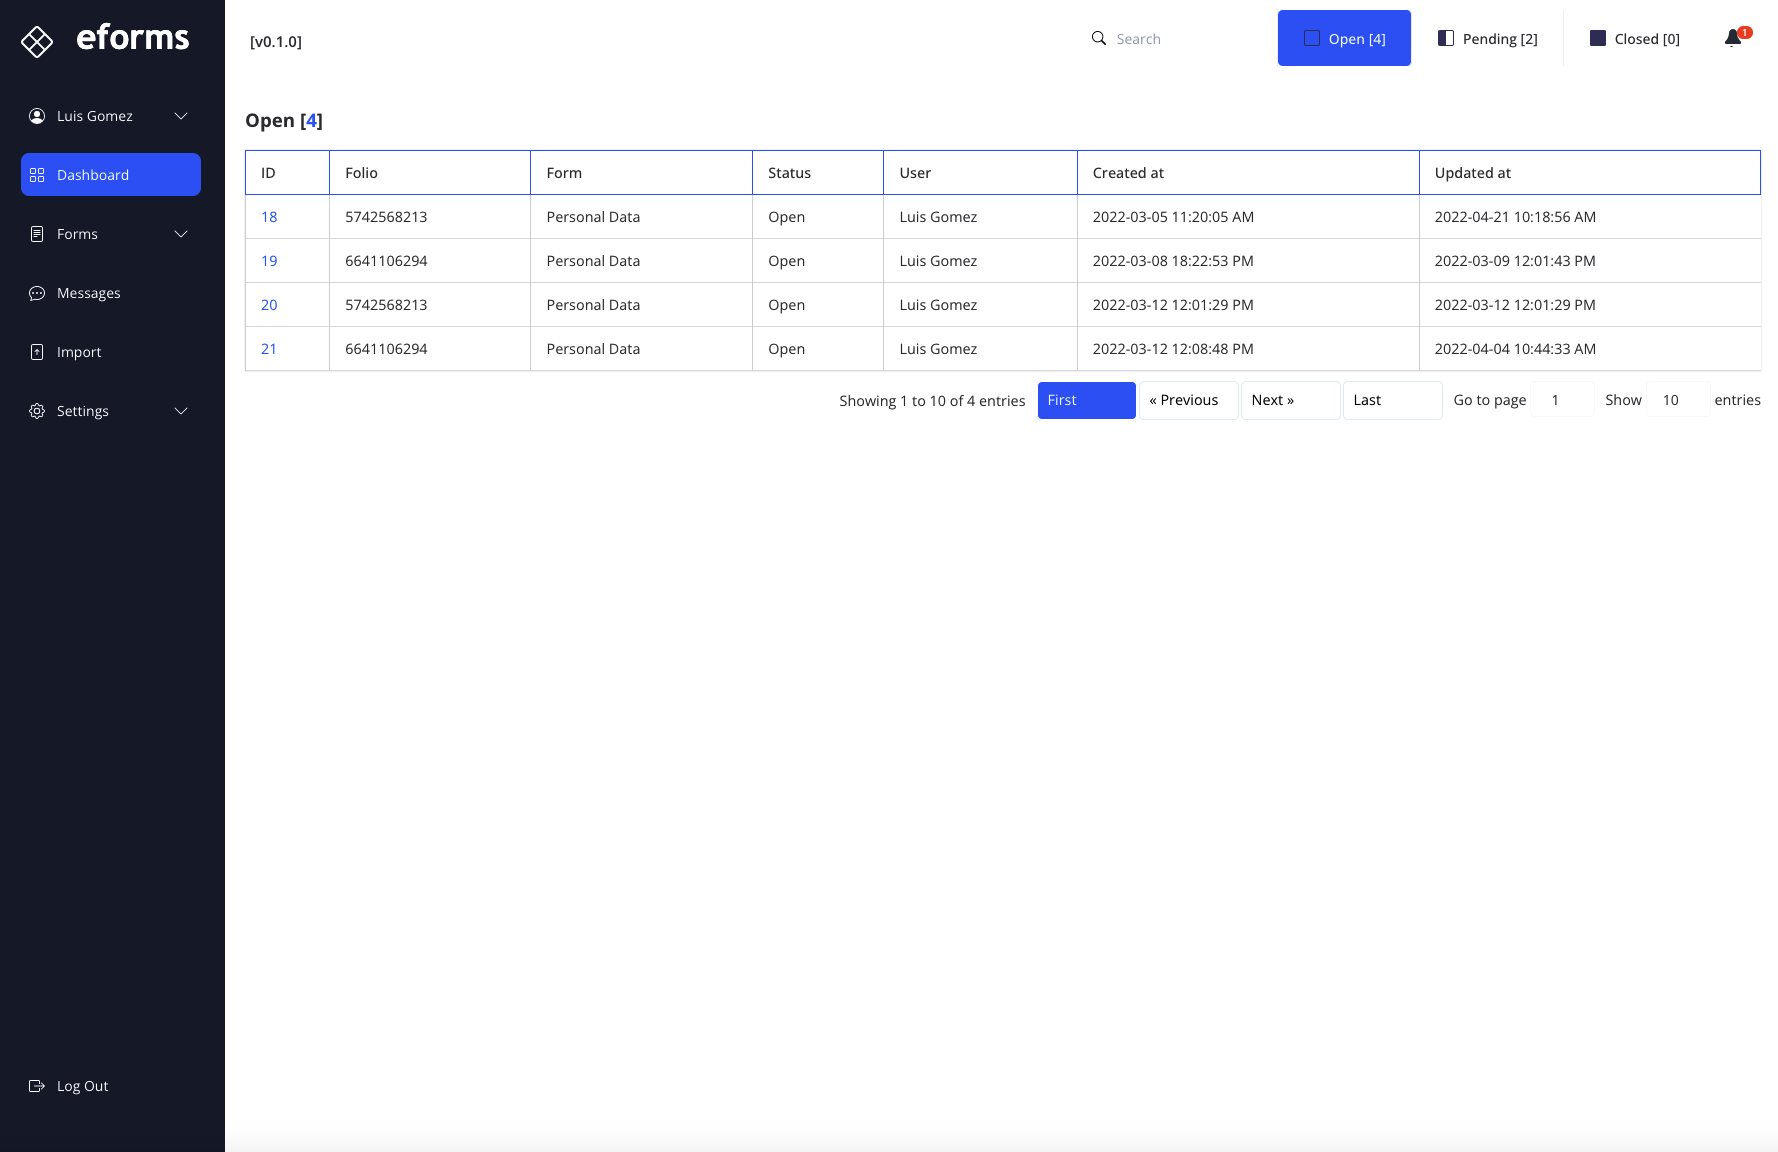 eforms
[v0.1.0]
Search
Open [4]
Pending [2]
Closed [0]
1
Luis Gomez
Dashboard
Forms
Messages
Import
Settings
Log Out
Open [4]
ID Folio Form Status User Created at Updated at
18 5742568213 Personal Data Open Luis Gomez 2022-03-05 11:20:05 AM 2022-04-21 10:18:56 AM
19 6641106294 Personal Data Open Luis Gomez 2022-03-08 18:22:53 PM 2022-03-09 12:01:43 PM
20 5742568213 Personal Data Open Luis Gomez 2022-03-12 12:01:29 PM 2022-03-12 12:01:29 PM
21 6641106294 Personal Data Open Luis Gomez 2022-03-12 12:08:48 PM 2022-04-04 10:44:33 AM
Showing 1 to 10 of 4 entries First « Previous Next » Last Go to page 1 Show 10 entries